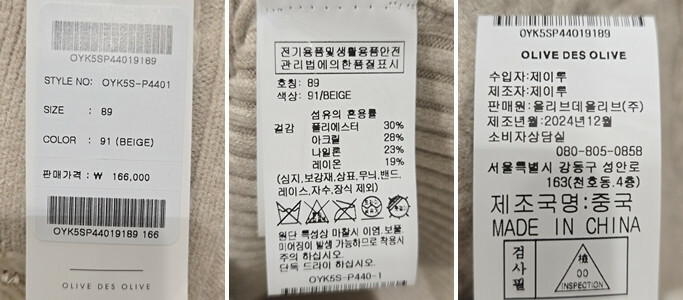 OYK5SP44019189
STYLE NO: OYK5S-P4401
SIZE : 89
COLOR : 91 (BEIGE)
판매가격 : ₩ 166,000
OYK5SP44019189 166
OLIVE DES OLIVE
전기용품및생활용품안전
관리법에의한품질표시
호칭: 89
색상: 91/BEIGE
섬유의 혼용률
겉감 폴리에스터 30%
아크릴 28%
나일론 23%
레이온 19%
(심지,보강재,상표,무늬,밴드,
레이스,자수,장식 제외)
원단 특성상 마찰시 이염,보풀,
미어짐이 발생 가능하므로 착용시
주의 하십시오.
단독 드라이 하십시오.
OYK5S-P440-1
OYK5SP44019189
OLIVE DES OLIVE
수입자:제이투
제조자:제이투
판매원:올리브데올리브(주)
제조년월:2024년12월
소비자상담실
080-805-0858
서울특별시 강동구 성안로
163(천호동.4층)
제조국명:중국
MADE IN CHINA
검사필
檢
00
INSPECTION